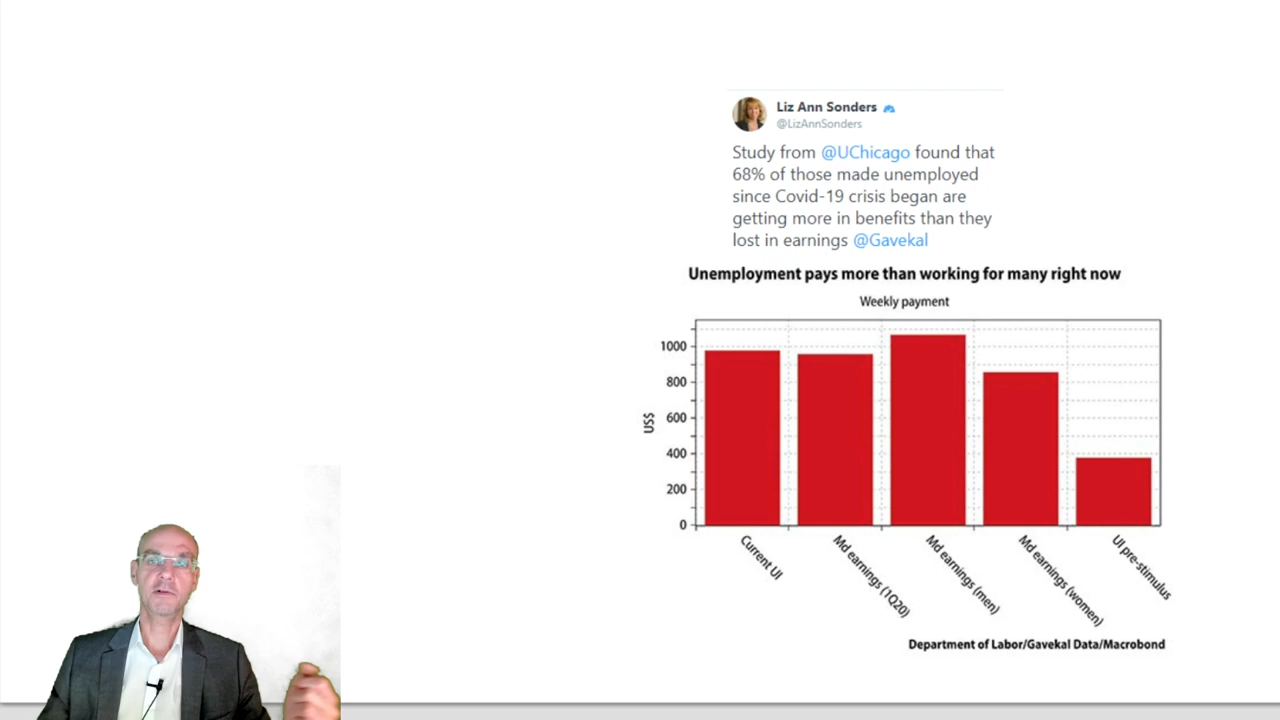 Liz Ann Sonders
@LizAnnSonders
Study from @UChicago found that
68% of those made unemployed
since Covid-19 crisis began are
getting more in benefits than they
lost in earnings @Gavekal
Unemployment pays more than working for many right now
Weekly payment
US$
1000
800
600
400
200
0
Current UI
Md earnings (1Q20)
Md earnings (men)
Md earnings (women)
UI pre-stimulus
Department of Labor/Gavekal Data/Macrobond